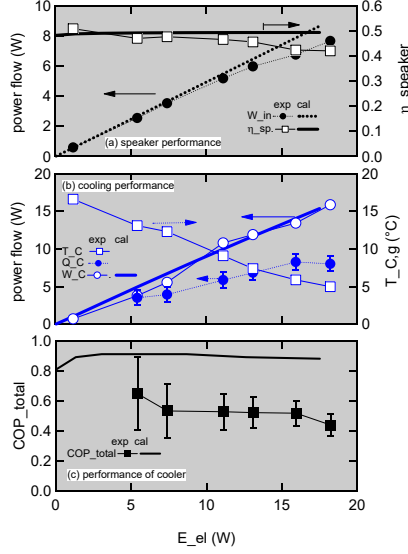 10
8
6
4
2
0
power flow (W)
0.6
0.5
0.4
0.3
0.2
0.1
0.0
η_speaker
exp cal
W_in
η_sp.
(a) speaker performance
20
15
10
5
0
power flow (W)
20
15
10
5
0
T_C,g (°C)
(b) cooling performance
exp cal
T_C
Q_C
W_C
1.0
0.8
0.6
0.4
0.2
0.0
COP_total
exp cal
COP_total
(c) performance of cooler
0 5 10 15 20
E_el (W)